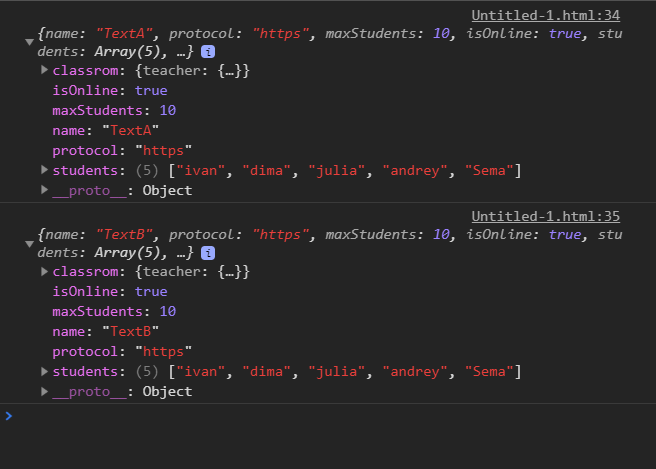 Untitled-1.html:34
{name: "TextA", protocol: "https", maxStudents: 10, isOnline: true, stu
dents: Array(5), …} i
classrom: {teacher: {…}}
isOnline: true
maxStudents: 10
name: "TextA"
protocol: "https"
students: (5) ["ivan", "dima", "julia", "andrey", "Sema"]
__proto__: Object
Untitled-1.html:35
{name: "TextB", protocol: "https", maxStudents: 10, isOnline: true, stu
dents: Array(5), …} i
classrom: {teacher: {…}}
isOnline: true
maxStudents: 10
name: "TextB"
protocol: "https"
students: (5) ["ivan", "dima", "julia", "andrey", "Sema"]
__proto__: Object